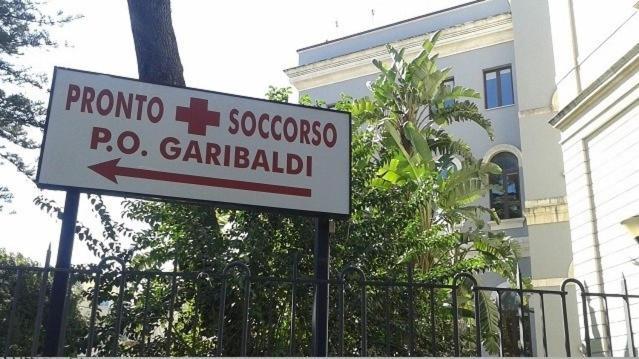 PRONTO SOCCORSO
P.O. GARIBALDI